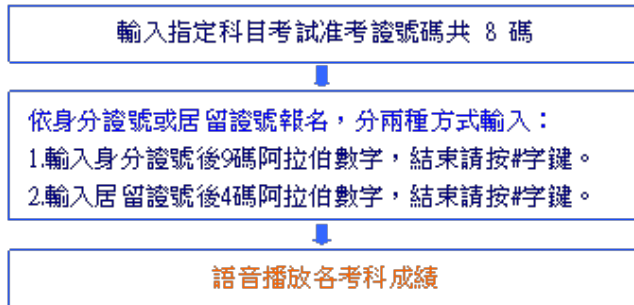 輸入指定科目考試准考證號碼共 8 碼
依身分證號或居留證號報名，分兩種方式輸入：
1.輸入身分證號後9碼阿拉伯數字，結束請按#字鍵。
2.輸入居留證號後4碼阿拉伯數字，結束請按#字鍵。
語音播放各考科成績